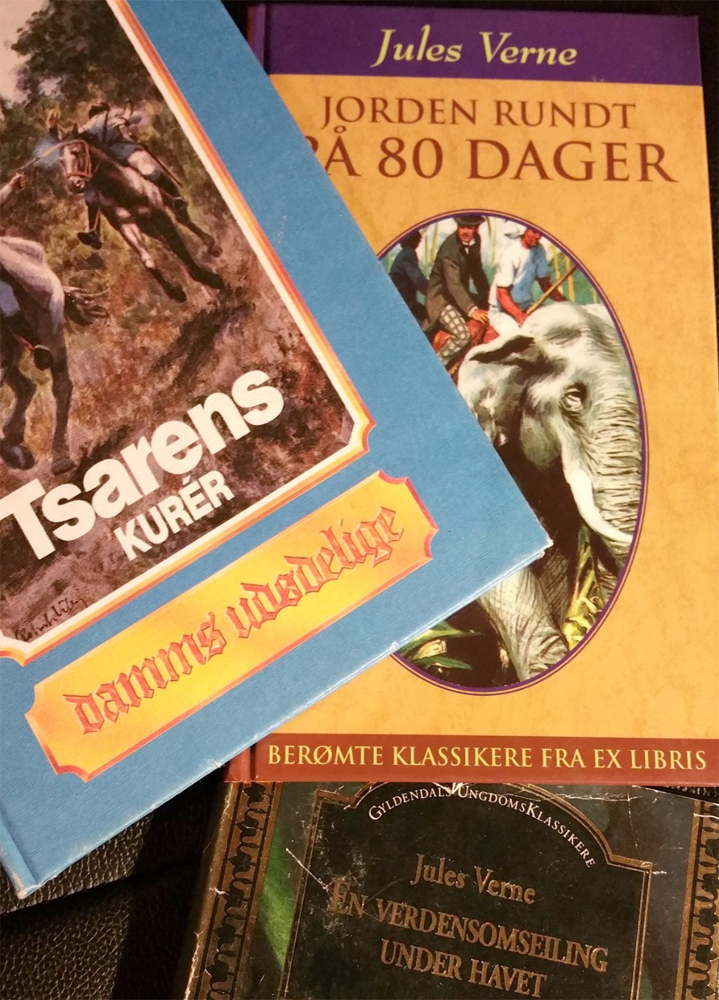 Jules Verne
JORDEN RUNDT
PÅ 80 DAGER
BERØMTE KLASSIKERE FRA EX LIBRIS
Tsarens
KURÉR
damms udødelige
GYLDENDALS UNGDOMSKLASSIKERE
Jules Verne
EN VERDENSOMSEILING
UNDER HAVET